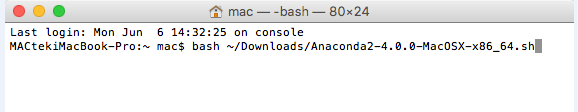 mac — -bash — 80×24
Last login: Mon Jun  6 14:32:25 on console
MACtekiMacBook-Pro:~ mac$ bash ~/Downloads/Anaconda2-4.0.0-MacOSX-x86_64.sh